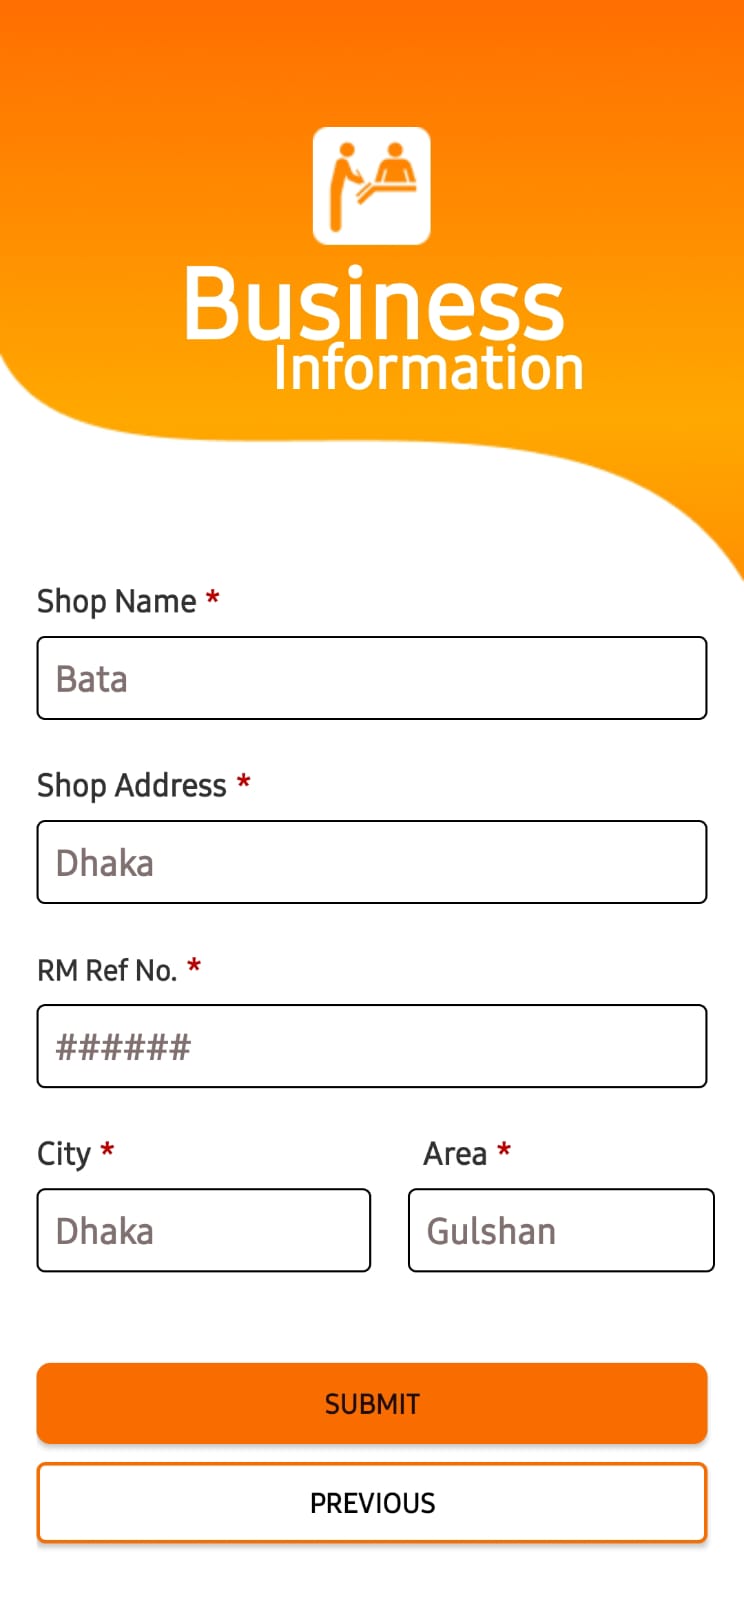 Business
Information
Shop Name *
Bata
Shop Address *
Dhaka
RM Ref No. *
######
City *
Area *
Dhaka
Gulshan
SUBMIT
PREVIOUS